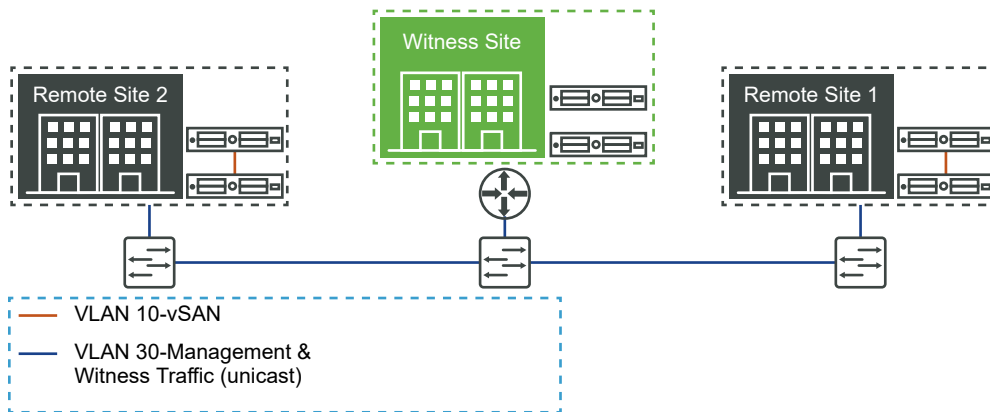 Witness Site
Remote Site 2
Remote Site 1
VLAN 10-vSAN
VLAN 30-Management &
Witness Traffic (unicast)